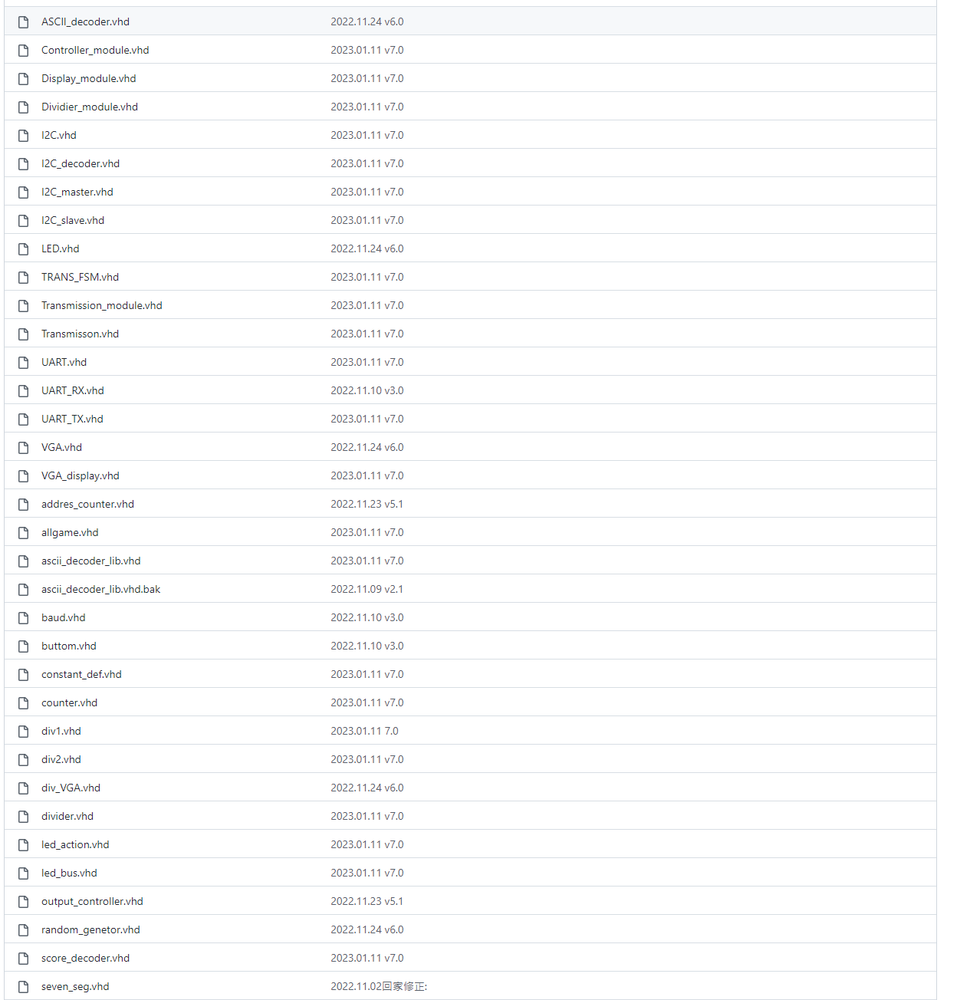 ASCII_decoder.vhd 2022.11.24 v6.0
Controller_module.vhd 2023.01.11 v7.0
Display_module.vhd 2023.01.11 v7.0
Dividier_module.vhd 2023.01.11 v7.0
I2C.vhd 2023.01.11 v7.0
I2C_decoder.vhd 2023.01.11 v7.0
I2C_master.vhd 2023.01.11 v7.0
I2C_slave.vhd 2023.01.11 v7.0
LED.vhd 2022.11.24 v6.0
TRANS_FSM.vhd 2023.01.11 v7.0
Transmission_module.vhd 2023.01.11 v7.0
Transmisson.vhd 2023.01.11 v7.0
UART.vhd 2023.01.11 v7.0
UART_RX.vhd 2022.11.10 v3.0
UART_TX.vhd 2023.01.11 v7.0
VGA.vhd 2022.11.24 v6.0
VGA_display.vhd 2023.01.11 v7.0
addres_counter.vhd 2022.11.23 v5.1
allgame.vhd 2023.01.11 v7.0
ascii_decoder_lib.vhd 2023.01.11 v7.0
ascii_decoder_lib.vhd.bak 2022.11.09 v2.1
baud.vhd 2022.11.10 v3.0
buttom.vhd 2022.11.10 v3.0
constant_def.vhd 2023.01.11 v7.0
counter.vhd 2023.01.11 v7.0
div1.vhd 2023.01.11 7.0
div2.vhd 2023.01.11 v7.0
div_VGA.vhd 2022.11.24 v6.0
divider.vhd 2023.01.11 v7.0
led_action.vhd 2023.01.11 v7.0
led_bus.vhd 2023.01.11 v7.0
output_controller.vhd 2022.11.23 v5.1
random_genetor.vhd 2022.11.24 v6.0
score_decoder.vhd 2023.01.11 v7.0
seven_seg.vhd 2022.11.02回家修正: